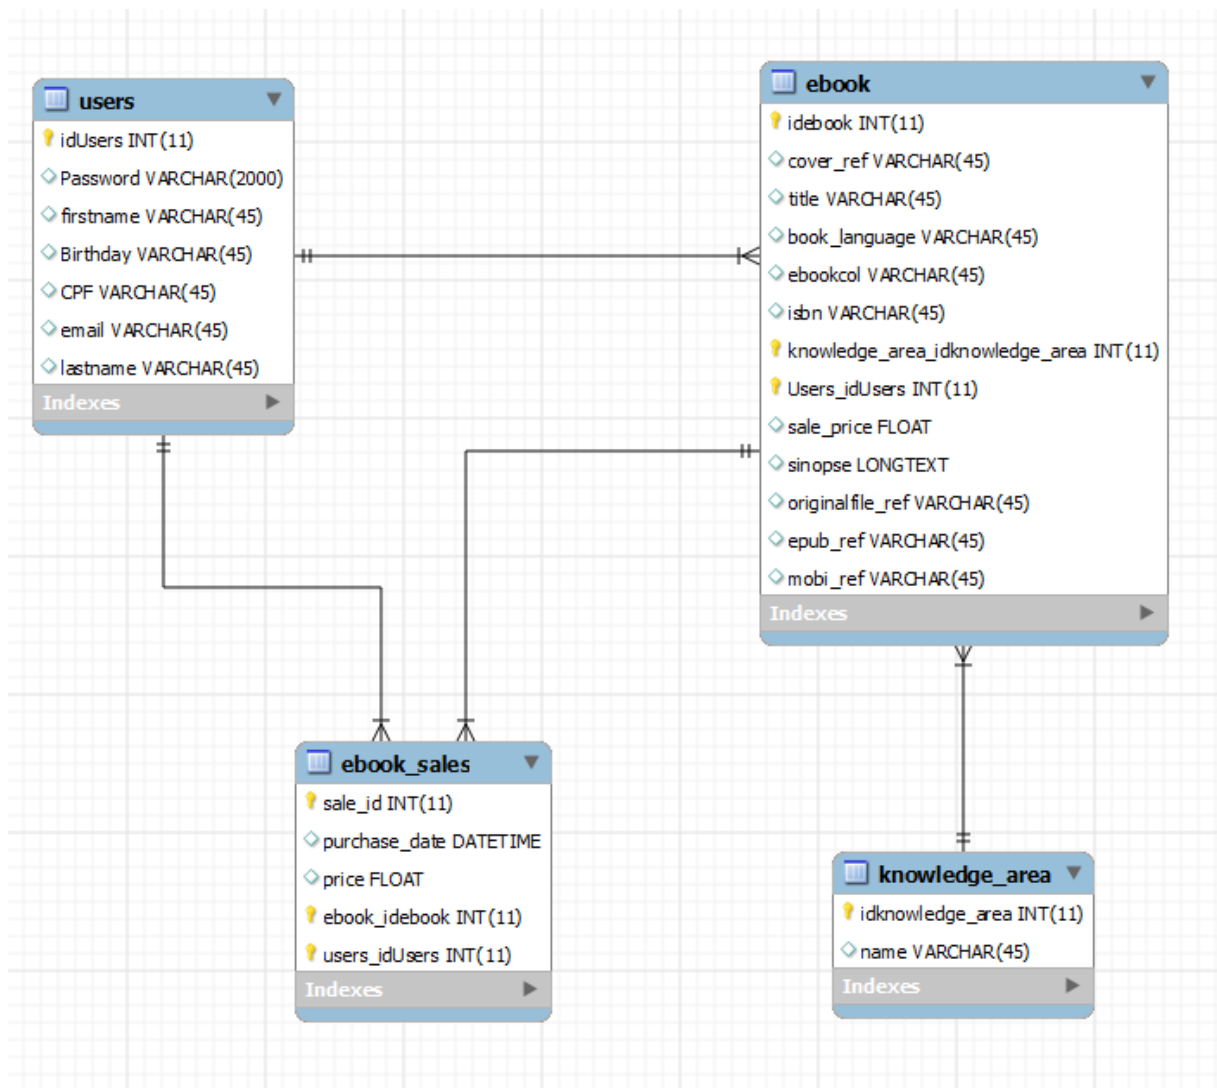 users
idUsers INT(11)
Password VARCHAR(2000)
firstname VARCHAR(45)
Birthday VARCHAR(45)
CPF VARCHAR(45)
email VARCHAR(45)
lastname VARCHAR(45)
Indexes
ebook
idebook INT(11)
cover_ref VARCHAR(45)
title VARCHAR(45)
book_language VARCHAR(45)
ebookcol VARCHAR(45)
isbn VARCHAR(45)
knowledge_area_idknowledge_area INT(11)
Users_idUsers INT(11)
sale_price FLOAT
sinopse LONGTEXT
originalfile_ref VARCHAR(45)
epub_ref VARCHAR(45)
mobi_ref VARCHAR(45)
Indexes
ebook_sales
sale_id INT(11)
purchase_date DATETIME
price FLOAT
ebook_idebook INT(11)
users_idUsers INT(11)
Indexes
knowledge_area
idknowledge_area INT(11)
name VARCHAR(45)
Indexes